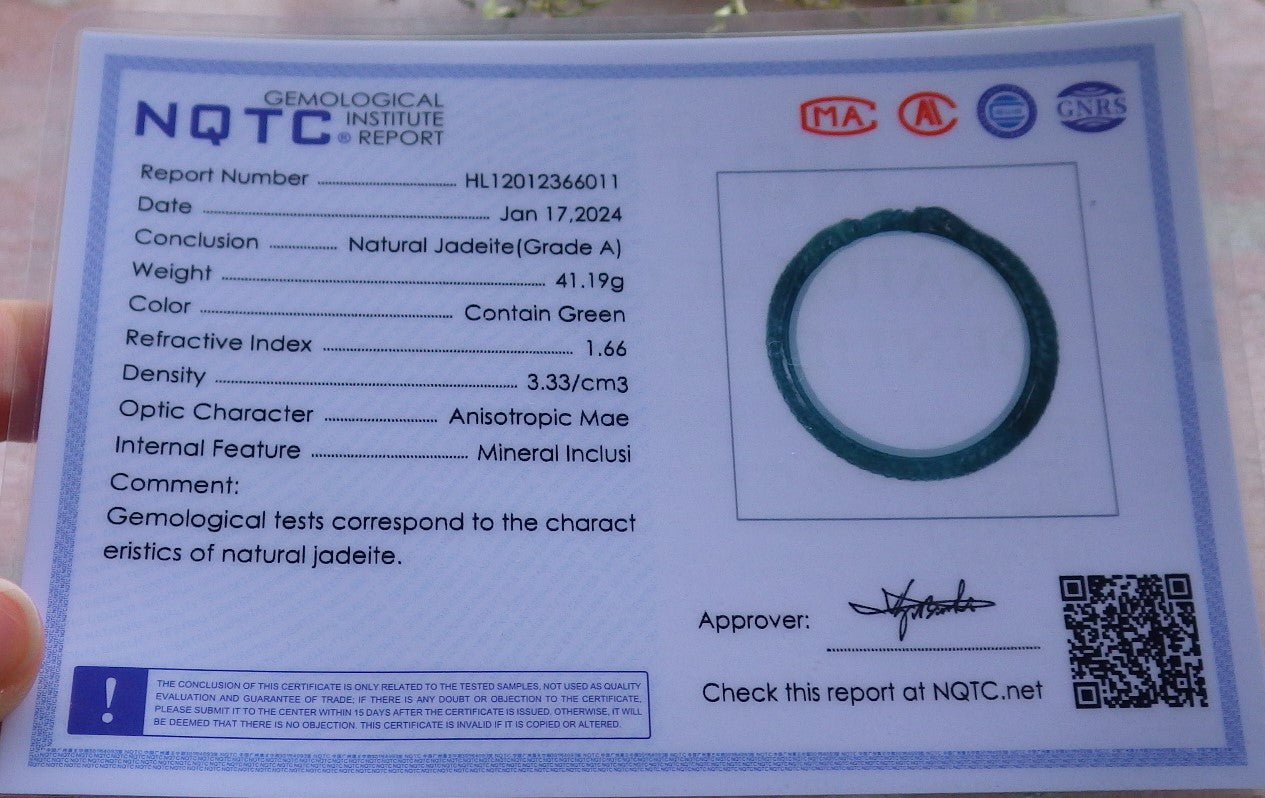 GEMOLOGICAL
NQTC® INSTITUTE
REPORT
Report Number ........ HL12012366011
Date ........ Jan 17,2024
Conclusion ........ Natural Jadeite(Grade A)
Weight ........ 41.19g
Color ........ Contain Green
Refractive Index ........ 1.66
Density ........ 3.33/cm3
Optic Character ........ Anisotropic Mae
Internal Feature ........ Mineral Inclusi
Comment:
Gemological tests correspond to the charact
eristics of natural jadeite.
! THE CONCLUSION OF THIS CERTIFICATE IS ONLY RELATED TO THE TESTED SAMPLES, NOT USED AS QUALITY
EVALUATION AND GUARANTEE OF TRADE; IF THERE IS ANY DOUBT OR OBJECTION TO THE CERTIFICATE,
PLEASE SUBMIT IT TO THE CENTER WITHIN 15 DAYS AFTER THE CERTIFICATE IS ISSUED. OTHERWISE, IT WILL
BE DEEMED THAT THERE IS NO OBJECTION. THIS CERTIFICATE IS INVALID IF IT IS COPIED OR ALTERED.
MA
GNRS
Approver:
Check this report at NQTC.net